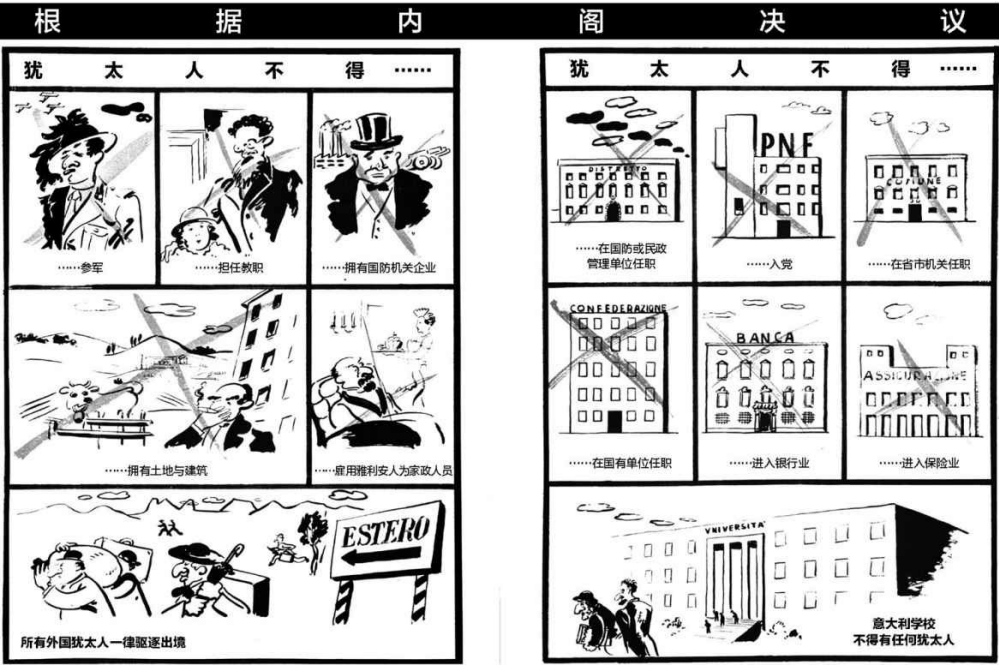 根据内阁决议
犹太人不得……
……参军
……担任教职
……拥有国防机关企业
……拥有土地与建筑
……雇用雅利安人为家政人员
ESTERO
所有外国犹太人一律驱逐出境
犹太人不得……
DISTRETTO
……在国防或民政
管理单位任职
PNF
……入党
COMUNE
……在省市机关任职
CONFEDERAZIONE
……在国有单位任职
BANCA
……进入银行业
ASSICURAZIONE
……进入保险业
UNIVERSITA'
意大利学校
不得有任何犹太人